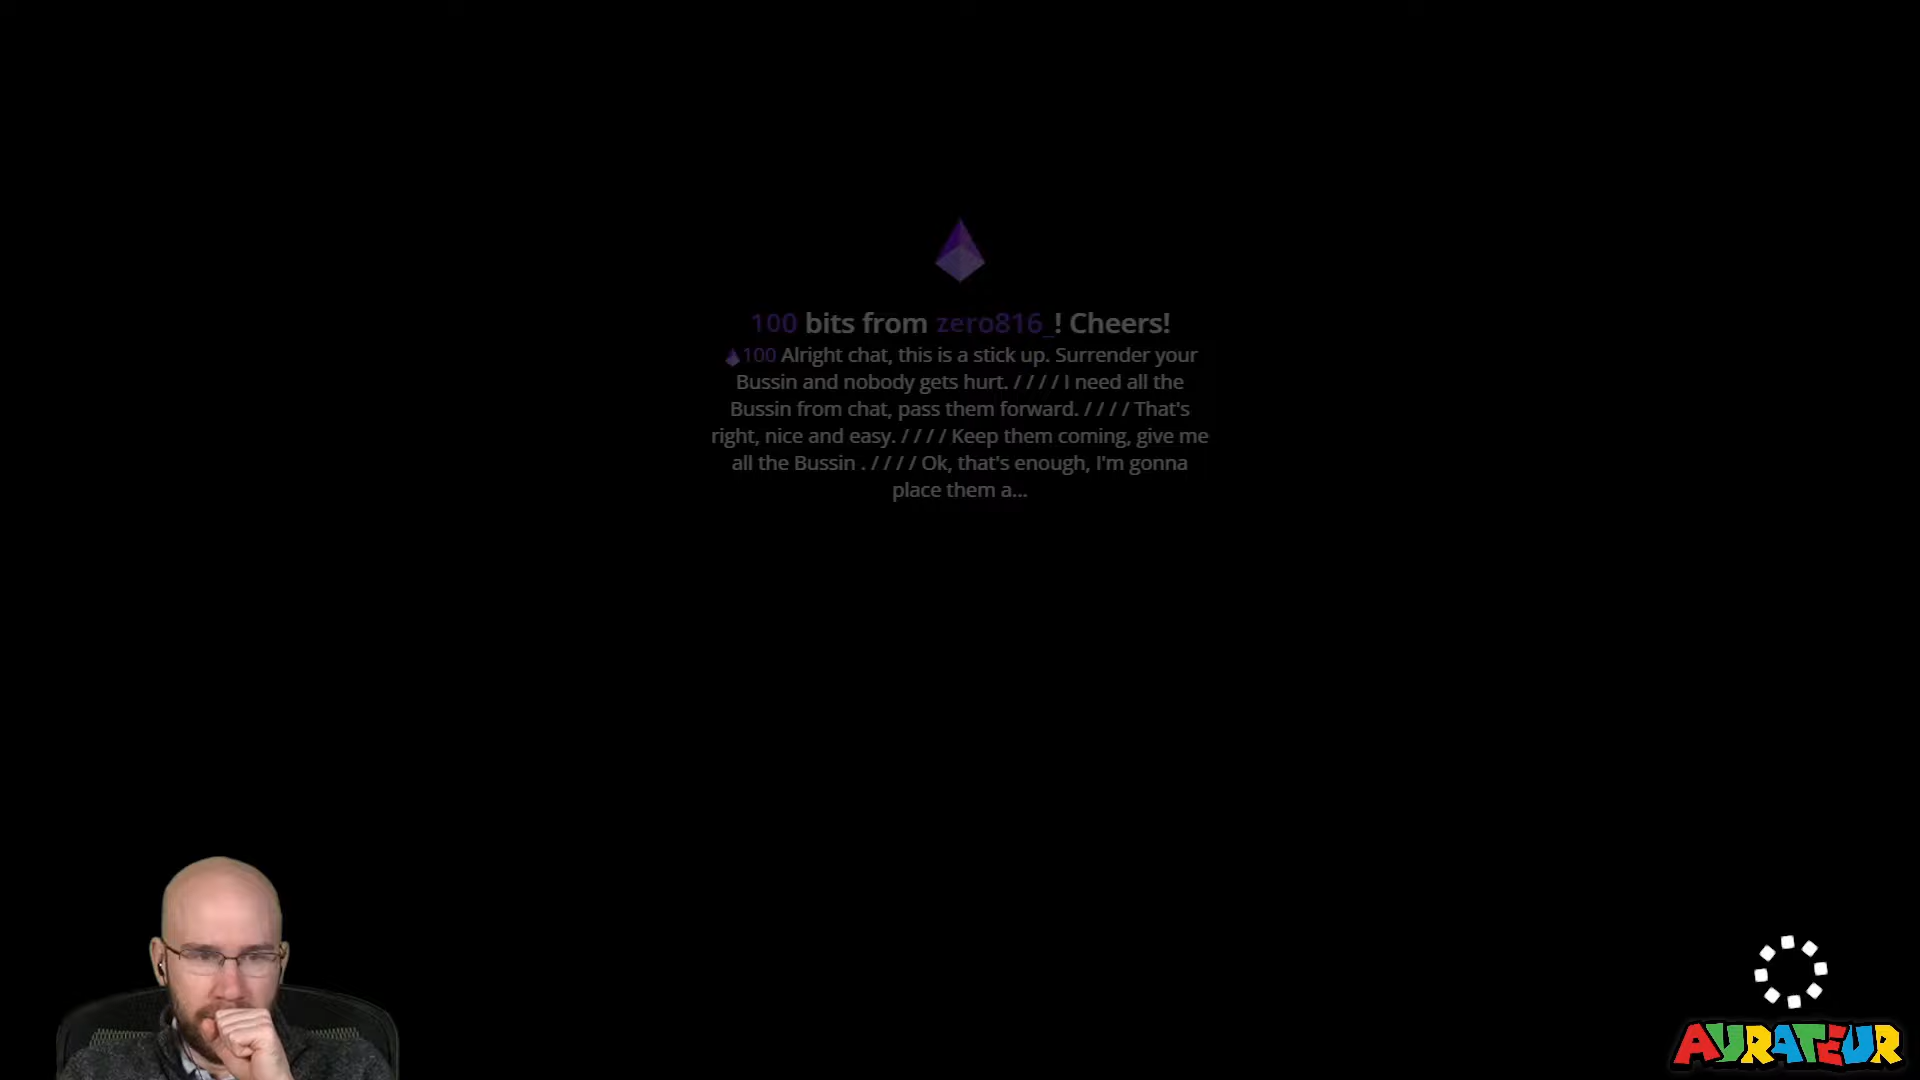 100 bits from zero816_! Cheers!
100 Alright chat, this is a stick up. Surrender your
Bussin and nobody gets hurt. / / / / I need all the
Bussin from chat, pass them forward. / / / / That's
right, nice and easy. / / / / Keep them coming, give me
all the Bussin . / / / / Ok, that's enough, I'm gonna
place them a...
AURATEUR